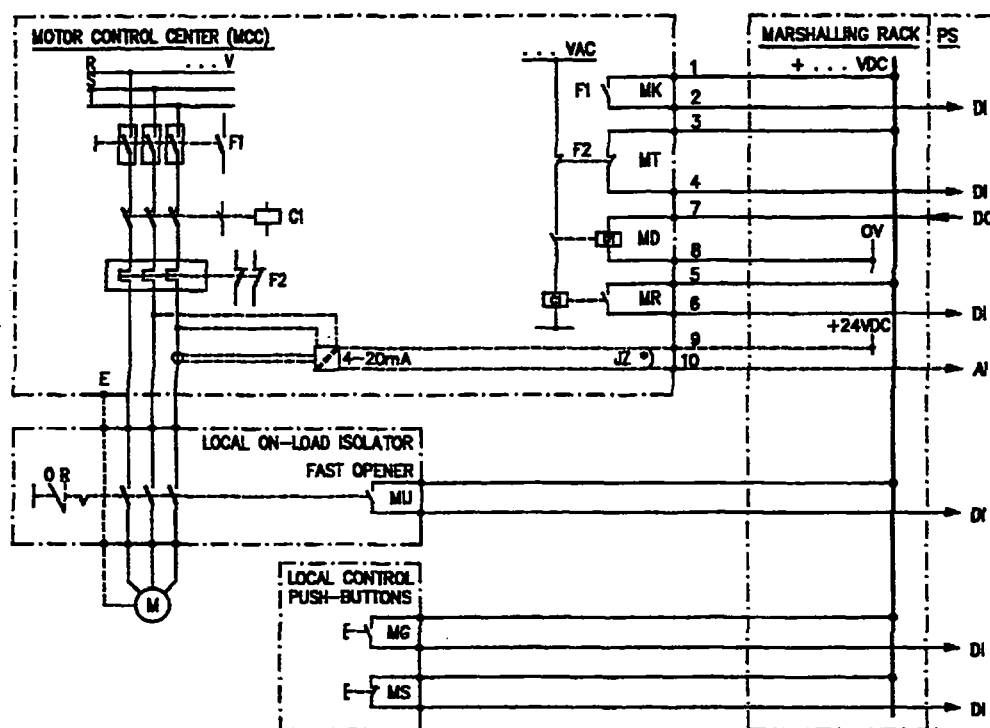 MOTOR CONTROL CENTER (MCC)
R ... V
S
... VAC
MARSHALLING RACK
PS
+ ... VDC
1
F1 MK
2
DI
3
F1
F2 MT
4
DI
7
DO
C1
MD
0V
8
5
F2
MR
6
DI
+24VDC
9
4~20mA
JZ *)
10
E
LOCAL ON-LOAD ISOLATOR
FAST OPENER
O R
MU
DI
M
LOCAL CONTROL
PUSH-BUTTONS
MG
DI
MS
DI